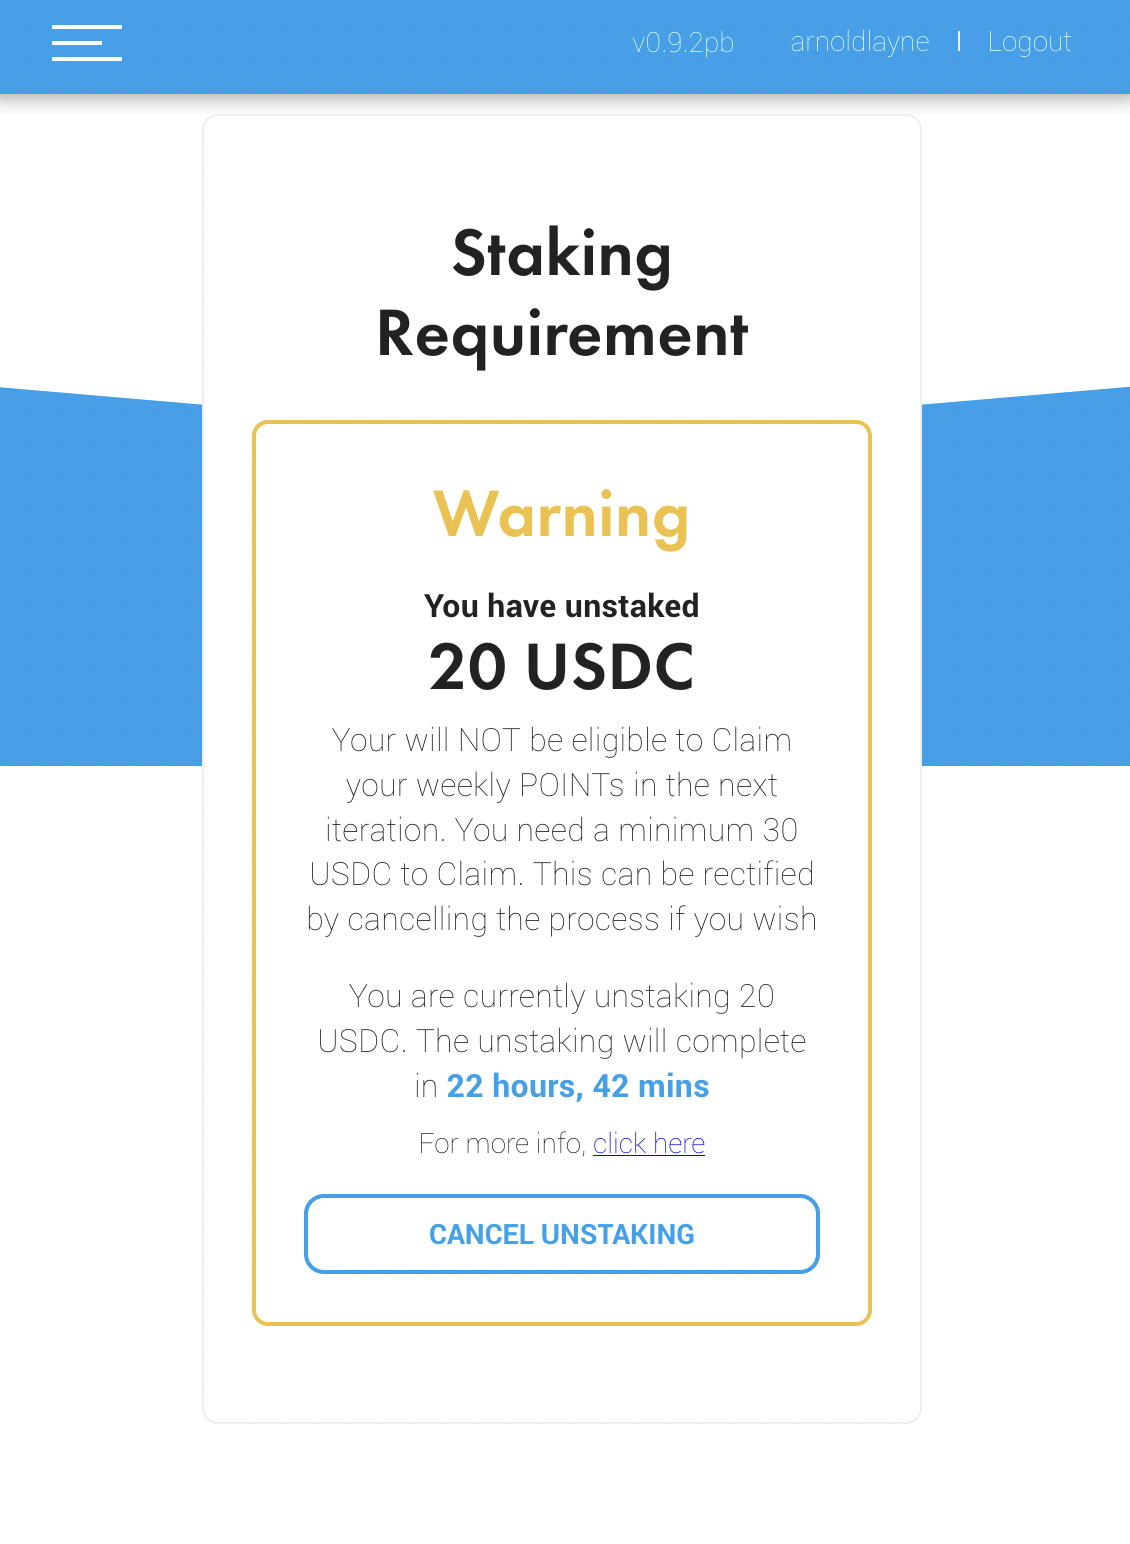 v0.9.2pb arnoldlayne | Logout
Staking
Requirement
Warning
You have unstaked
20 USDC
Your will NOT be eligible to Claim
your weekly POINTs in the next
iteration. You need a minimum 30
USDC to Claim. This can be rectified
by cancelling the process if you wish
You are currently unstaking 20
USDC. The unstaking will complete
in 22 hours, 42 mins
For more info, click here
CANCEL UNSTAKING